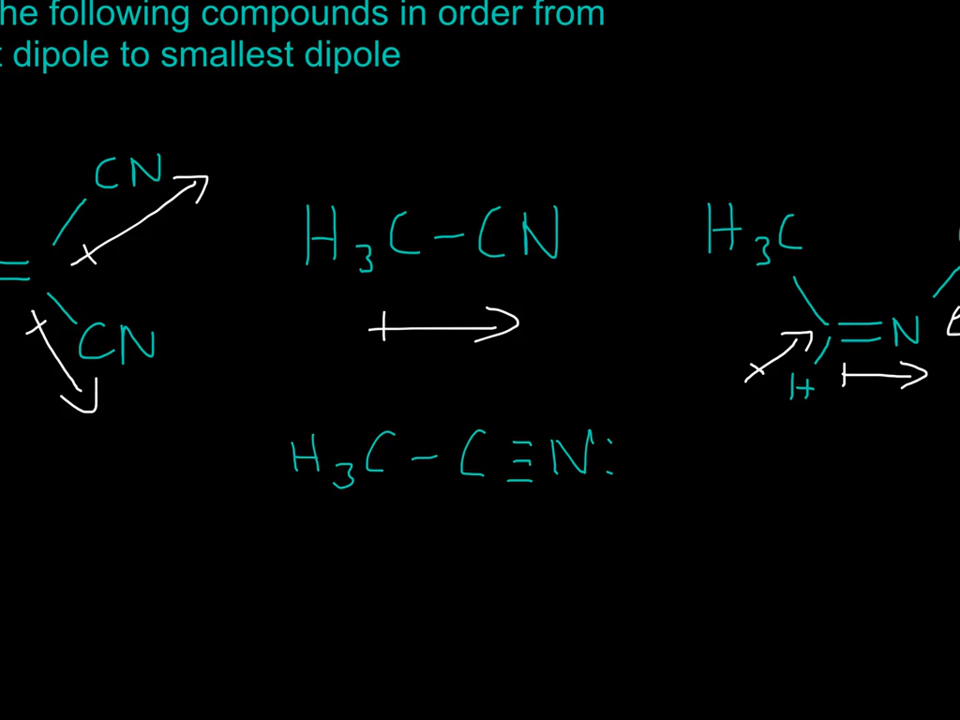 he following compounds in order from
t dipole to smallest dipole
CN
=
CN
H3C-CN
H3C
=N
H
H3C-C≡N: